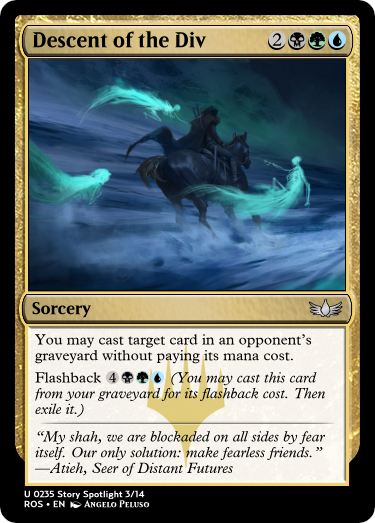 Descent of the Div 2
Sorcery
You may cast target card in an opponent's
graveyard without paying its mana cost.
Flashback 4 (You may cast this card
from your graveyard for its flashback cost. Then
exile it.)
“My shah, we are blockaded on all sides by fear
itself. Our only solution: make fearless friends.”
—Atieh, Seer of Distant Futures
U 0235 Story Spotlight 3/14
ROS • EN Angelo Peluso